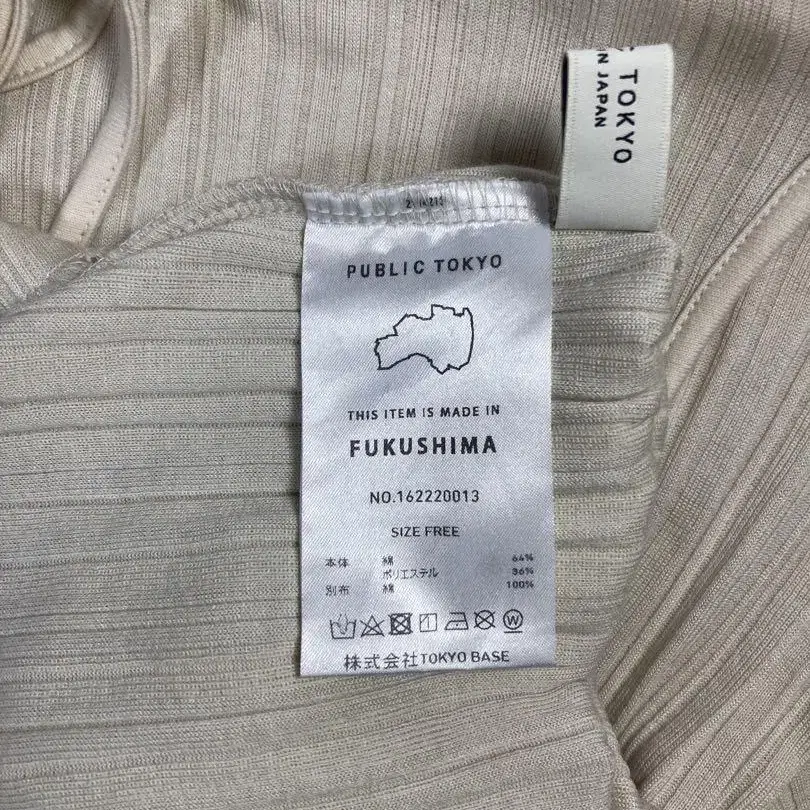 TOKYO
IN JAPAN
PUBLIC TOKYO
THIS ITEM IS MADE IN
FUKUSHIMA
NO.162220013
SIZE FREE
本体 綿 64%
ポリエステル 36%
別布 綿 100%
W
株式会社TOKYO BASE